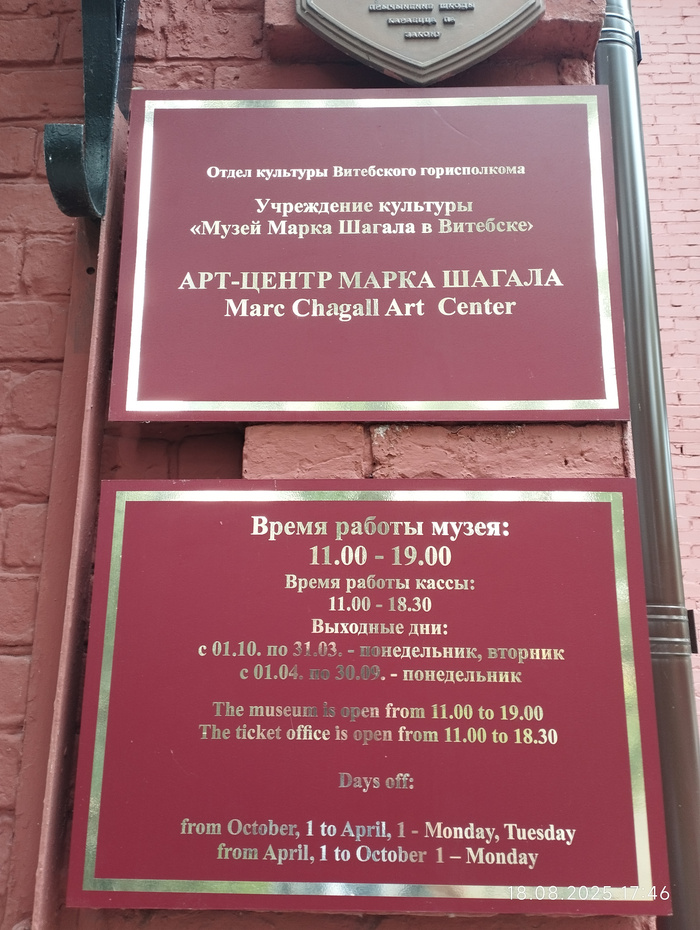 КАРАЕЦЦА ПА
ЗАКОНУ
Отдел культуры Витебского горисполкома
Учреждение культуры
«Музей Марка Шагала в Витебске»
АРТ-ЦЕНТР МАРКА ШАГАЛА
Marc Chagall Art Center
Время работы музея:
11.00 - 19.00
Время работы кассы:
11.00 - 18.30
Выходные дни:
с 01.10. по 31.03. - понедельник, вторник
с 01.04. по 30.09. - понедельник
The museum is open from 11.00 to 19.00
The ticket office is open from 11.00 to 18.30
Days off:
from October, 1 to April, 1 - Monday, Tuesday
from April, 1 to October 1 – Monday
18.08.2025 17:46